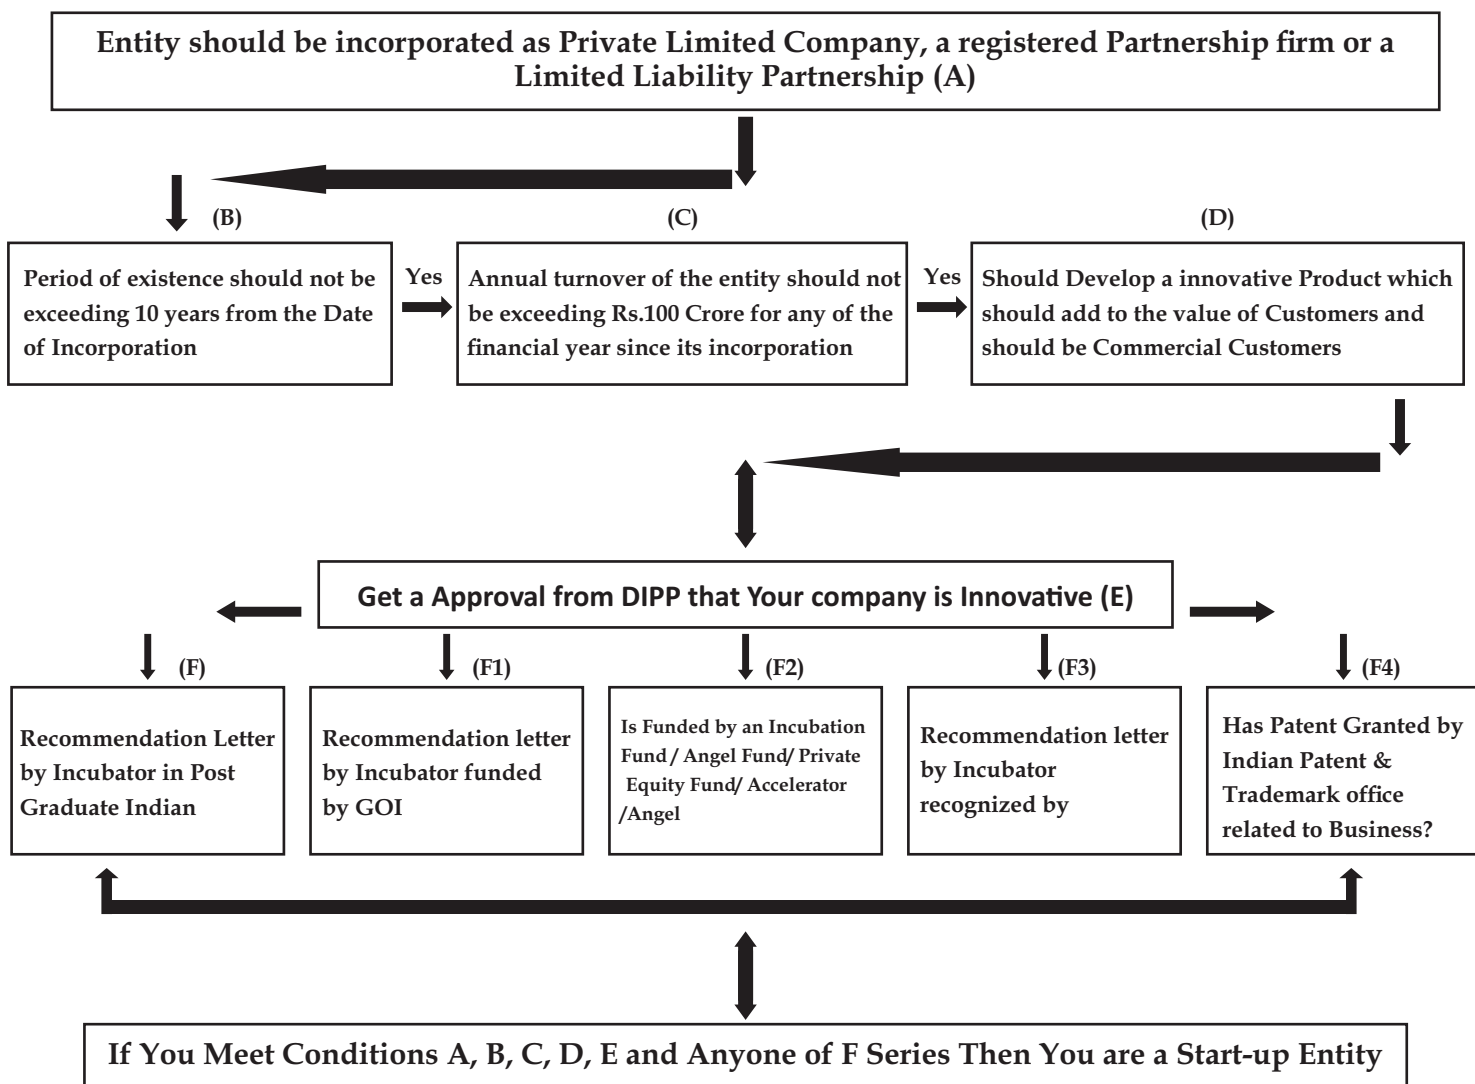 Entity should be incorporated as Private Limited Company, a registered Partnership firm or a
Limited Liability Partnership (A)
(B)
(C)
(D)
Period of existence should not be
exceeding 10 years from the Date
of Incorporation
Yes
Annual turnover of the entity should not
be exceeding Rs.100 Crore for any of the
financial year since its incorporation
Yes
Should Develop a innovative Product which
should add to the value of Customers and
should be Commercial Customers
Get a Approval from DIPP that Your company is Innovative (E)
(F)
(F1)
(F2)
(F3)
(F4)
Recommendation Letter
by Incubator in Post
Graduate Indian
Recommendation letter
by Incubator funded
by GOI
Is Funded by an Incubation
Fund / Angel Fund/ Private
Equity Fund/ Accelerator
/Angel
Recommendation letter
by Incubator
recognized by
Has Patent Granted by
Indian Patent &
Trademark office
related to Business?
If You Meet Conditions A, B, C, D, E and Anyone of F Series Then You are a Start-up Entity